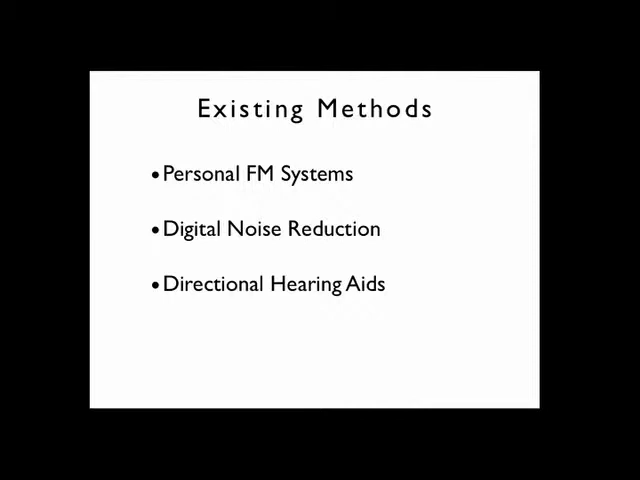 Existing Methods
•Personal FM Systems
•Digital Noise Reduction
•Directional Hearing Aids